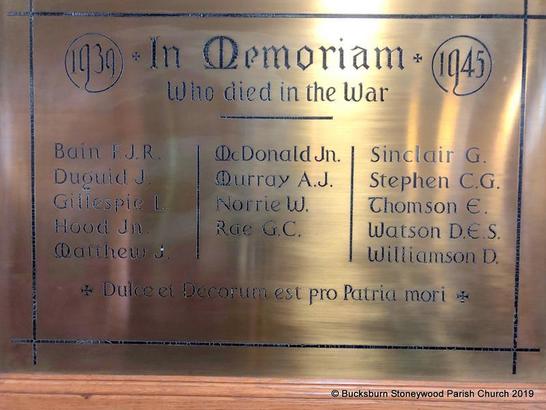 1939 + In Memoriam + 1945
Who died in the War
Bain F.J.R.
Duguid J.
Gillespie L.
Hood Jn.
Matthew J.
McDonald Jn.
Murray A.J.
Norrie W.
Rae G.C.
Sinclair G.
Stephen C.G.
Thomson E.
Watson D.E.S.
Williamson D.
✠ Dulce et Decorum est pro Patria mori ✠
© Bucksburn Stoneywood Parish Church 2019